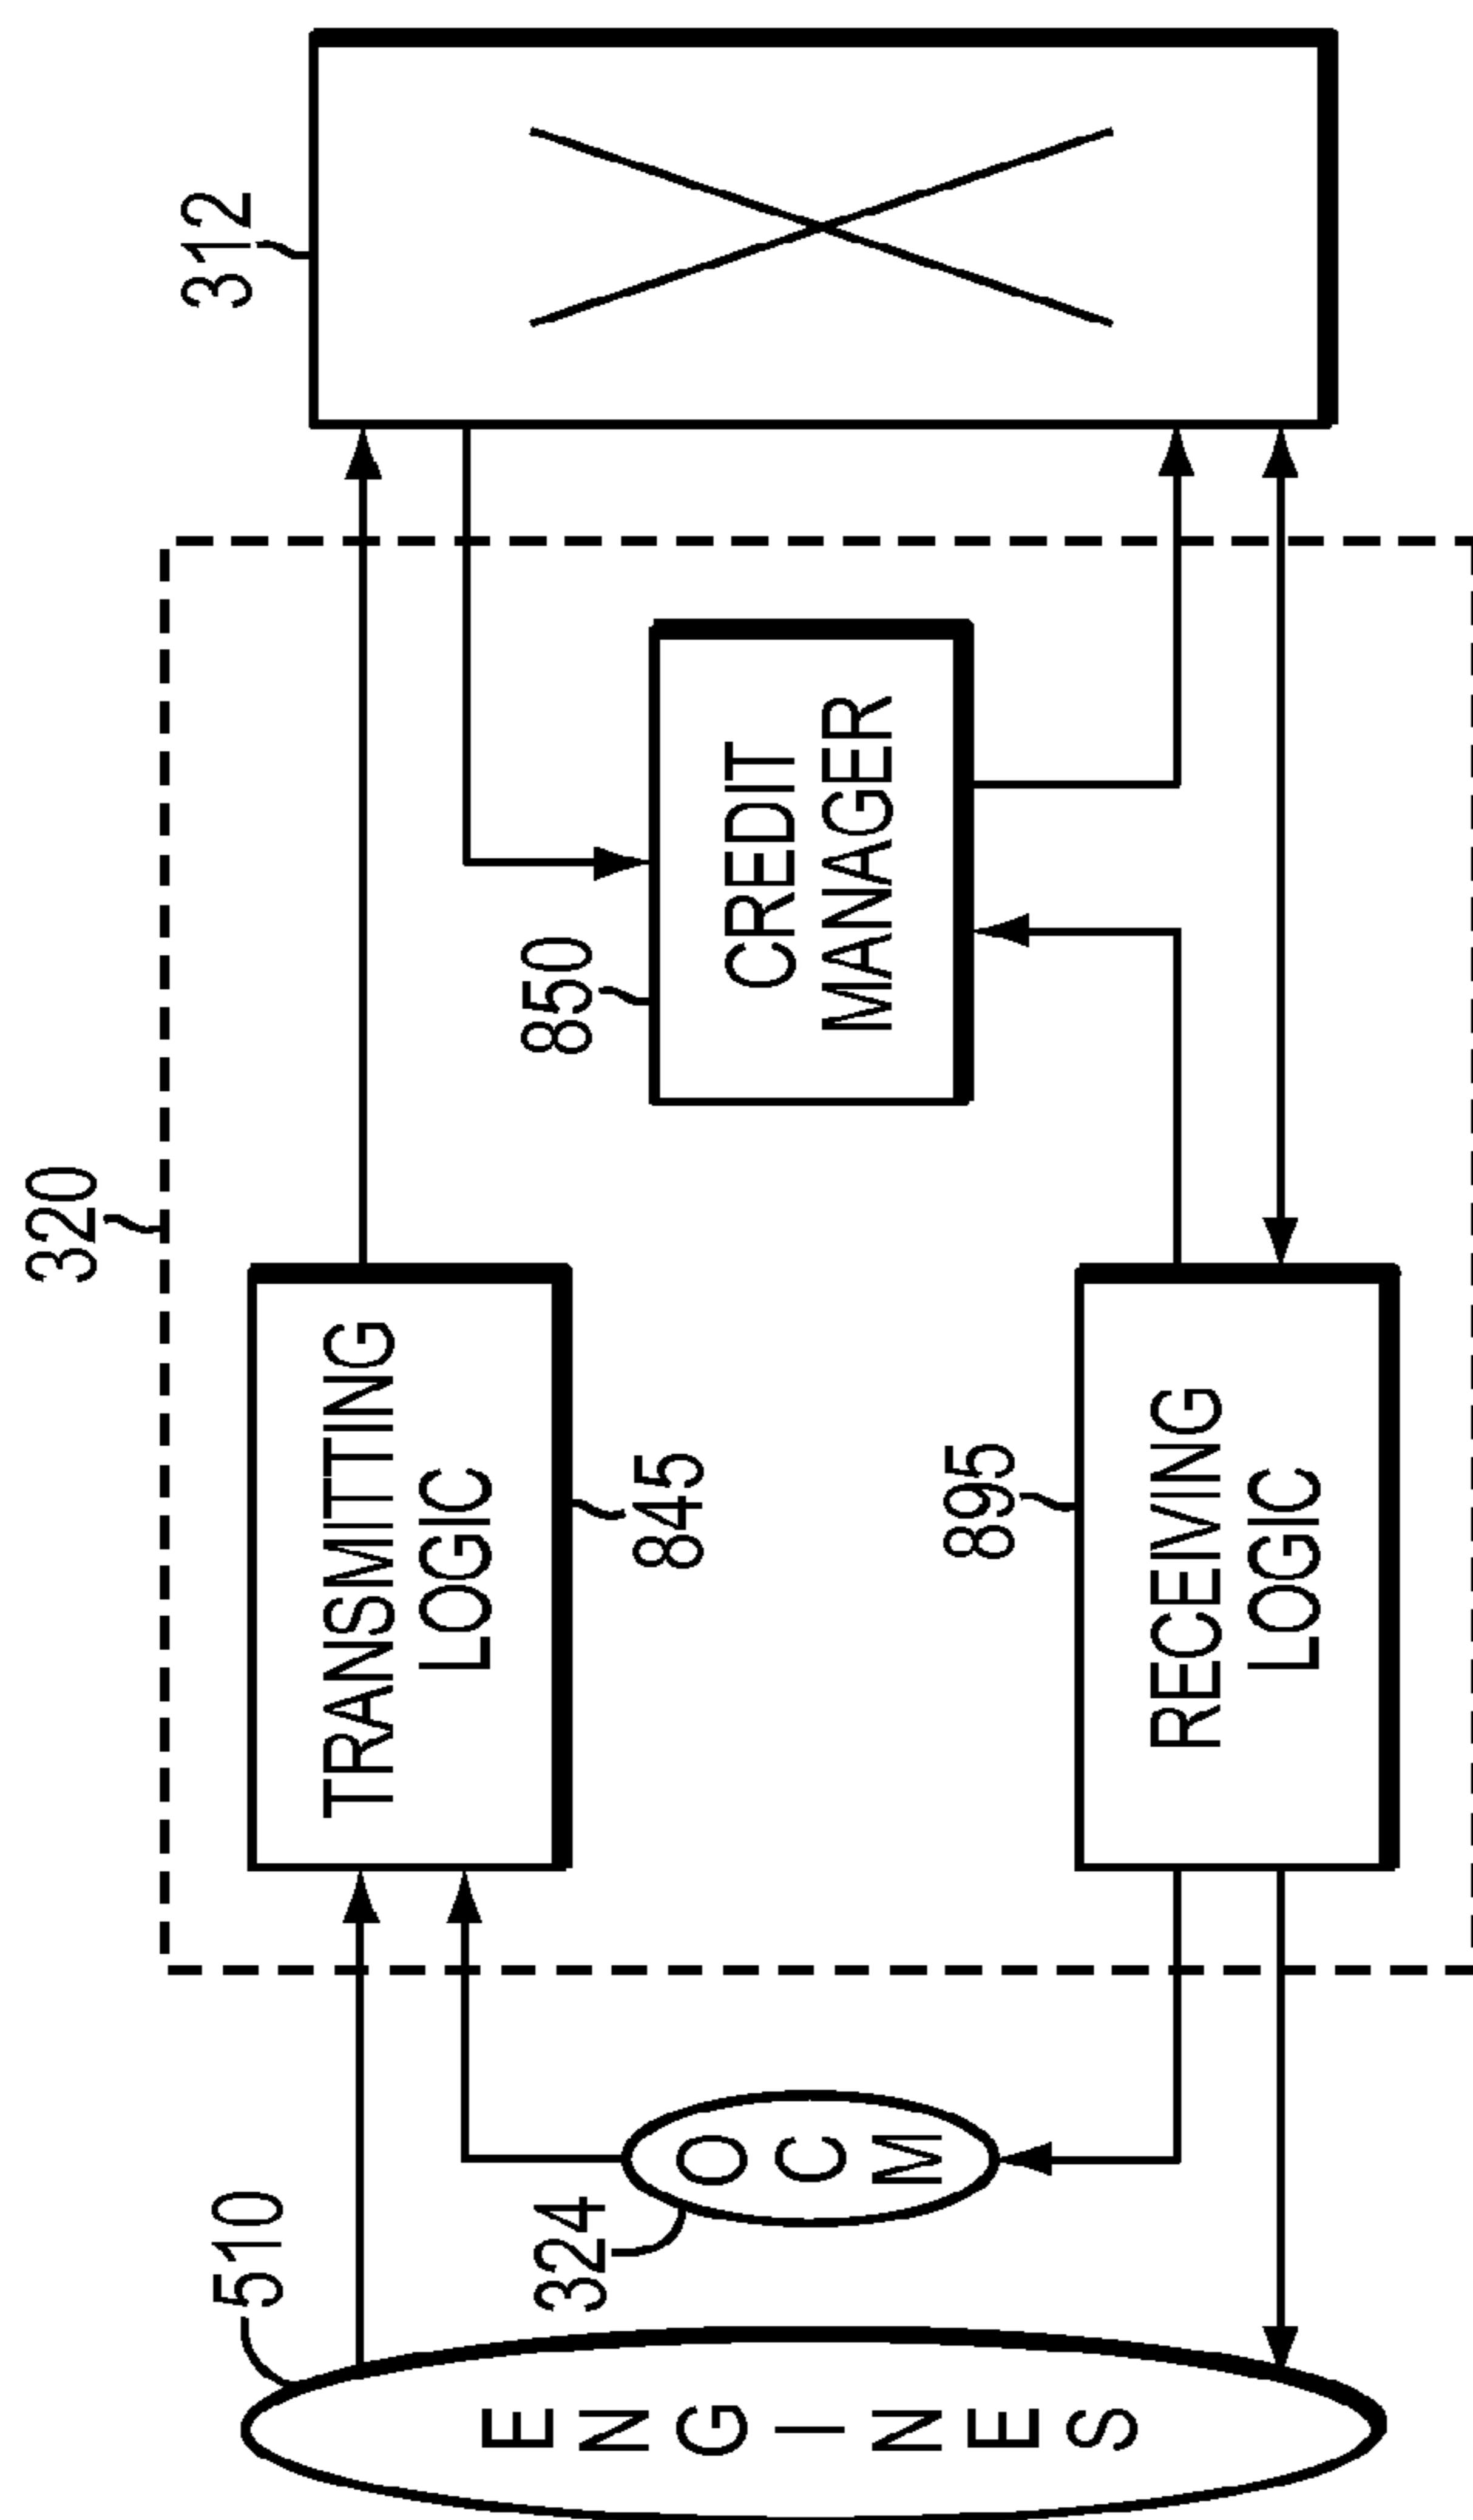 320
312
510
ENGINES
324
OCM
TRANSMITTING
LOGIC
845
850
CREDIT
MANAGER
895
RECEIVING
LOGIC